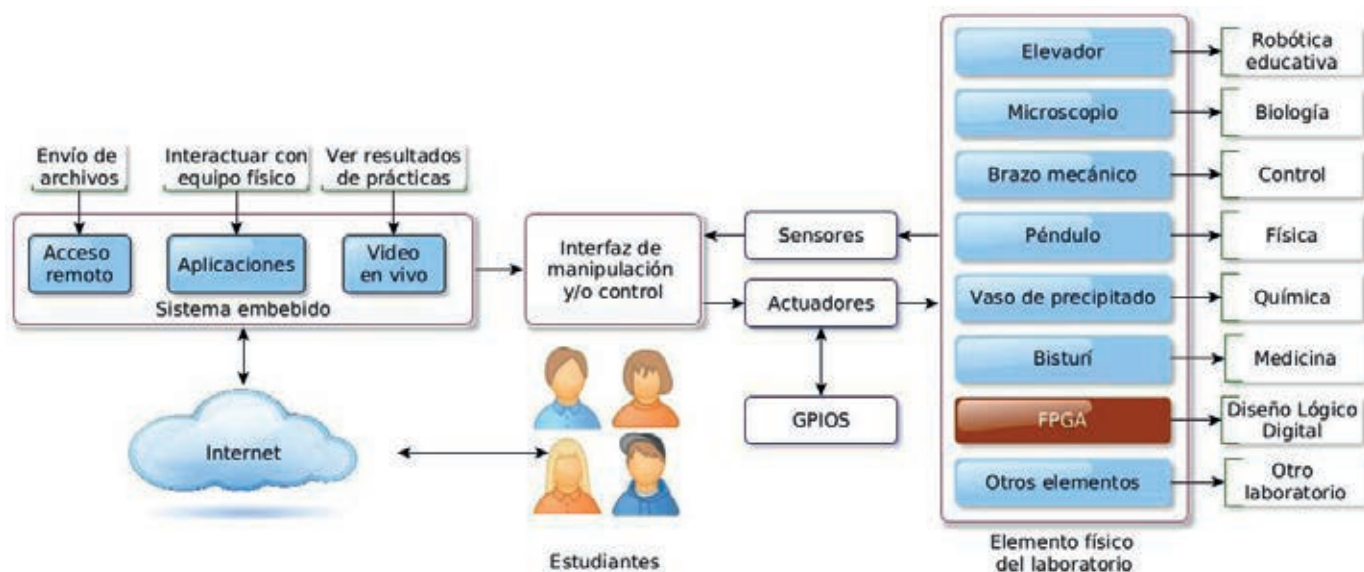 Envío de
archivos
Interactuar con
equipo físico
Ver resultados
de prácticas
Acceso
remoto
Aplicaciones
Video
en vivo
Sistema embebido
Internet
Interfaz de
manipulación
y/o control
Estudiantes
Sensores
Actuadores
GPIOS
Elevador
Robótica
educativa
Microscopio
Biología
Brazo mecánico
Control
Péndulo
Física
Vaso de precipitado
Química
Bisturí
Medicina
FPGA
Diseño Lógico
Digital
Otros elementos
Otro
laboratorio
Elemento físico
del laboratorio